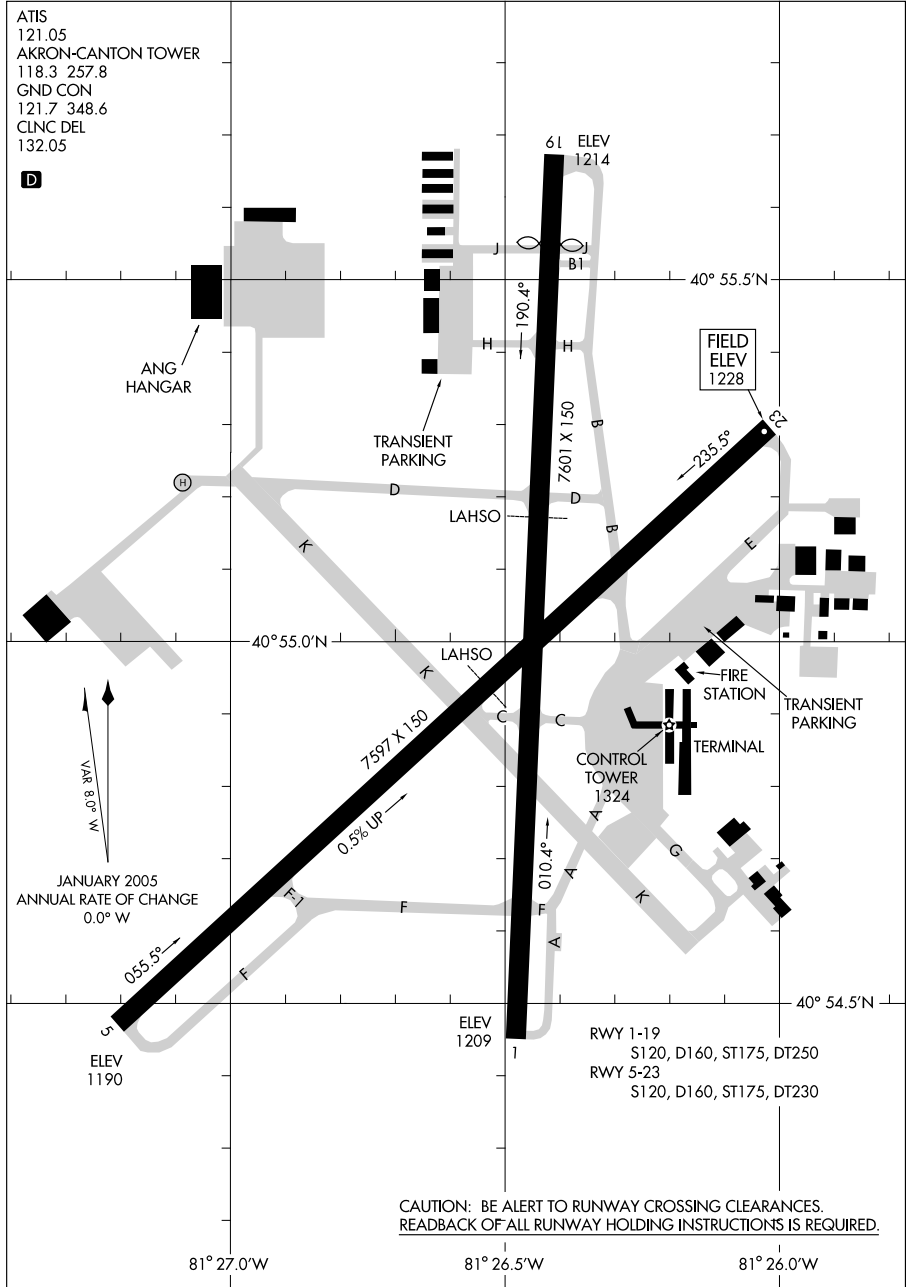 ATIS
121.05
AKRON-CANTON TOWER
118.3 257.8
GND CON
121.7 348.6
CLNC DEL
132.05
D
19
ELEV
1214
J
J
B1
40° 55.5'N
190.4°
H
H
ANG
HANGAR
FIELD
ELEV
1228
23
TRANSIENT
PARKING
7601 X 150
B
235.5°
H
D
D
LAHSO
B
K
E
40° 55.0'N
LAHSO
K
FIRE
STATION
TRANSIENT
PARKING
C
C
7597 X 150
CONTROL
TOWER
1324
TERMINAL
VAR 8.0° W
0.5% UP
A
010.4°
G
A
JANUARY 2005
ANNUAL RATE OF CHANGE
0.0° W
F-1
F
F
K
A
055.5°
F
40° 54.5'N
5
ELEV
1190
ELEV
1209
1
RWY 1-19
S120, D160, ST175, DT250
RWY 5-23
S120, D160, ST175, DT230
CAUTION: BE ALERT TO RUNWAY CROSSING CLEARANCES.
READBACK OF ALL RUNWAY HOLDING INSTRUCTIONS IS REQUIRED.
81° 27.0'W
81° 26.5'W
81° 26.0'W